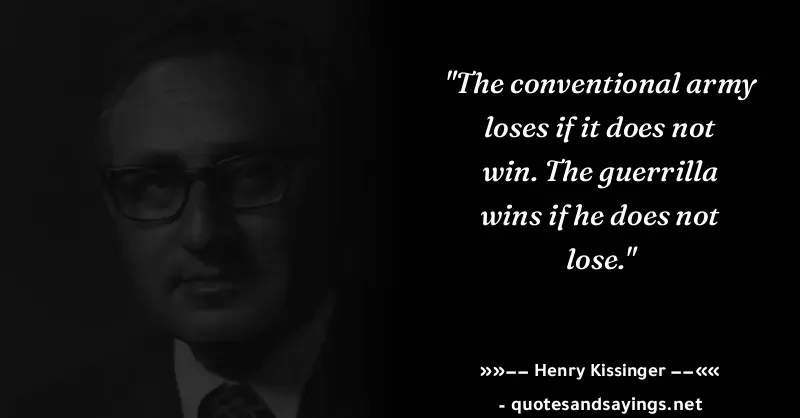 "The conventional army
loses if it does not
win. The guerrilla
wins if he does not
lose."
»»−− Henry Kissinger −−««
- quotesandsayings.net